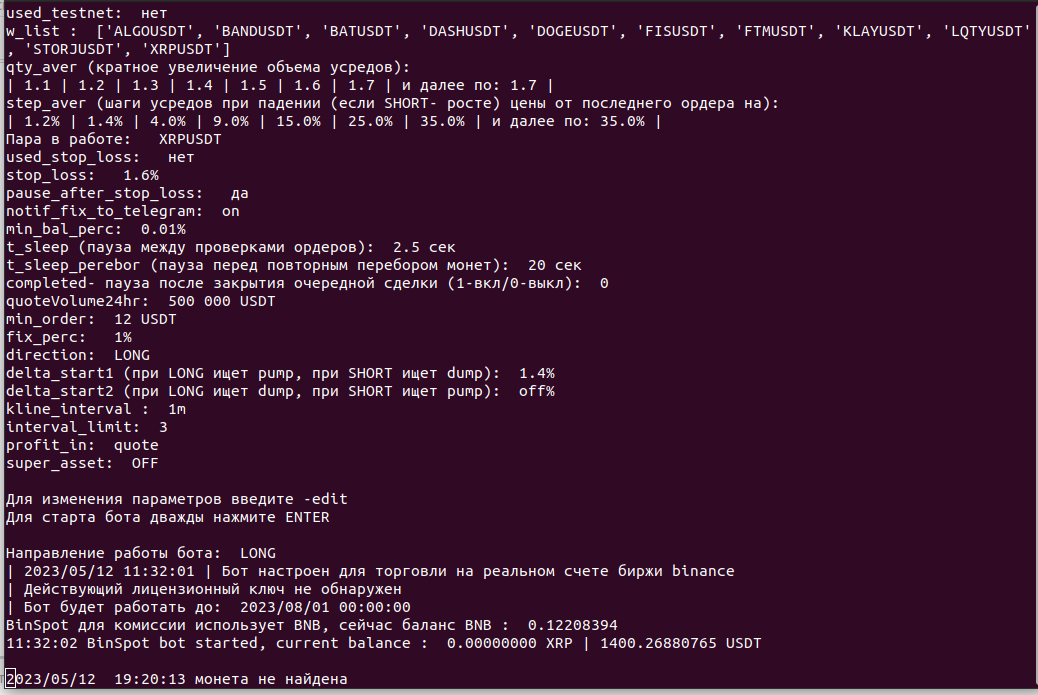 used_testnet:  нет
w_list :  ['ALGOUSDT', 'BANDUSDT', 'BATUSDT', 'DASHUSDT', 'DOGEUSDT', 'FISUSDT', 'FTMUSDT', 'KLAYUSDT', 'LQTYUSDT'
, 'STORJUSDT', 'XRPUSDT']
qty_aver (кратное увеличение обьема усредов):
| 1.1 | 1.2 | 1.3 | 1.4 | 1.5 | 1.6 | 1.7 | и далее по: 1.7 |
step_aver (шаги усредов при падении (если SHORT- росте) цены от последнего ордера на):
| 1.2% | 1.4% | 4.0% | 9.0% | 15.0% | 25.0% | 35.0% | и далее по: 35.0% |
Пара в работе:   XRPUSDT
used_stop_loss:   нет
stop_loss:   1.6%
pause_after_stop_loss:   да
notif_fix_to_telegram:  on
min_bal_perc:  0.01%
t_sleep (пауза между проверками ордеров):  2.5 сек
t_sleep_perebor (пауза перед повторным перебором монет):  20 сек
completed- пауза после закрытия очередной сделки (1-вкл/0-выкл):  0
quoteVolume24hr:  500 000 USDT
min_order:  12 USDT
fix_perc:   1%
direction:  LONG
delta_start1 (при LONG ищет pump, при SHORT ищет dump):  1.4%
delta_start2 (при LONG ищет dump, при SHORT ищет pump):  off%
kline_interval :  1m
interval_limit:  3
profit_in:  quote
super_asset:  OFF

Для изменения параметров введите -edit
Для старта бота дважды нажмите ENTER

Направление работы бота:  LONG
| 2023/05/12 11:32:01 | Бот настроен для торговли на реальном счете биржи binance
| Действующий лицензионный ключ не обнаружен
| Бот будет работать до:  2023/08/01 00:00:00
BinSpot для комиссии использует BNB, сейчас баланс BNB :  0.12208394
11:32:02 BinSpot bot started, current balance :  0.00000000 XRP | 1400.26880765 USDT

2023/05/12  19:20:13 монета не найдена